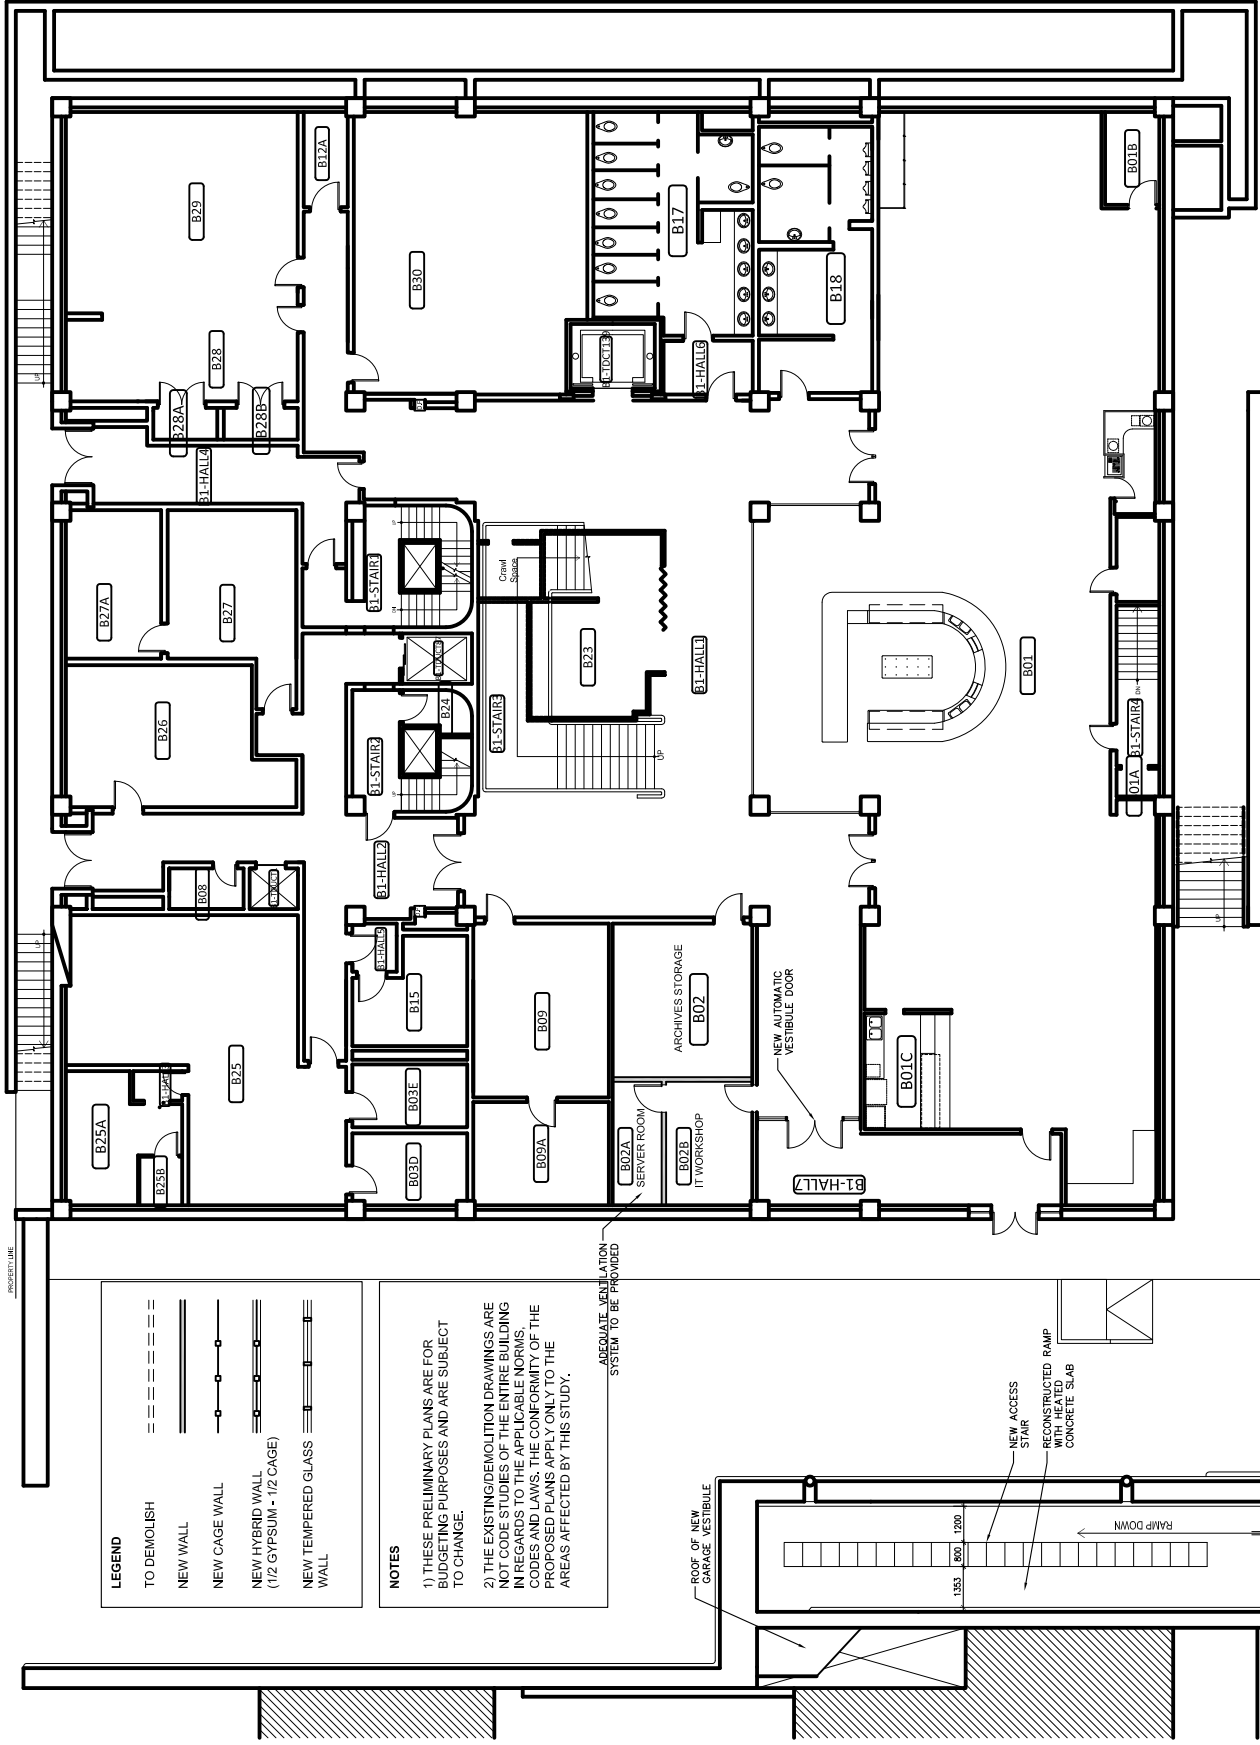 B29
B12A
B30
B17
B18
B01B
UP
B28
B28A
B28B
B1-TDCT139
B1-HALL6
B1-HALL4
B27A
B27
B1-STAIR1
UP
DN
Crawl
Space
B23
B1-HALL1
B01
B26
B1-STAIR2
B24
B1-STAIR3
UP
UP
DN
B1-STAIR4
01A
B08
B1-HALL2
UP
UP
B1-HALL5
B15
B09
ARCHIVES STORAGE
B02
NEW AUTOMATIC
VESTIBULE DOOR
B01C
B25
B25A
B25B
B03E
B03D
B09A
B02A
SERVER ROOM
B02B
IT WORKSHOP
B1-HALL7
ADEQUATE VENTILATION
SYSTEM TO BE PROVIDED
PROPERTY LINE
LEGEND
TO DEMOLISH
NEW WALL
NEW CAGE WALL
NEW HYBRID WALL
(1/2 GYPSUM - 1/2 CAGE)
NEW TEMPERED GLASS
WALL
NOTES
1) THESE PRELIMINARY PLANS ARE FOR
BUDGETING PURPOSES AND ARE SUBJECT
TO CHANGE.
2) THE EXISTING/DEMOLITION DRAWINGS ARE
NOT CODE STUDIES OF THE ENTIRE BUILDING
IN REGARDS TO THE APPLICABLE NORMS,
CODES AND LAWS. THE CONFORMITY OF THE
PROPOSED PLANS APPLY ONLY TO THE
AREAS AFFECTED BY THIS STUDY.
ROOF OF NEW
GARAGE VESTIBULE
NEW ACCESS
STAIR
RECONSTRUCTED RAMP
WITH HEATED
CONCRETE SLAB
1353
800
1200
RAMP DOWN